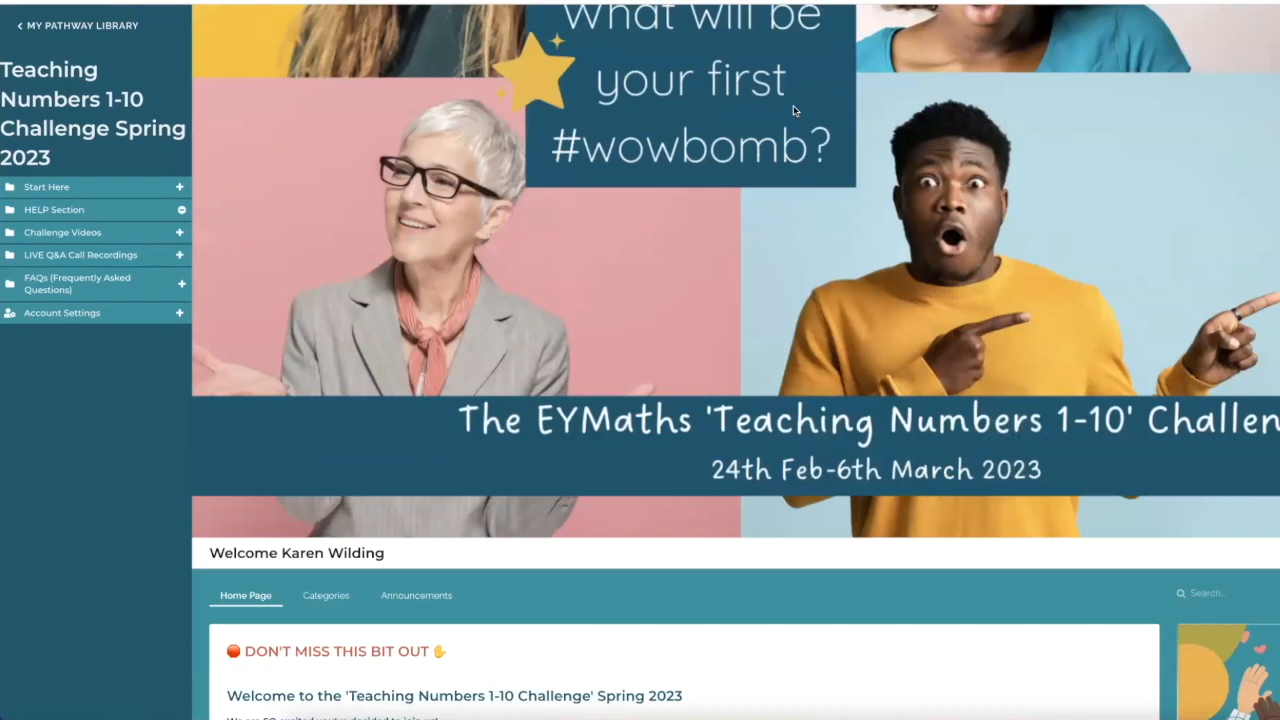 MY PATHWAY LIBRARY
Teaching
Numbers 1-10
Challenge Spring
2023
Start Here
HELP Section
Challenge Videos
LIVE Q&A Call Recordings
FAQs (Frequently Asked
Questions)
Account Settings
What will be
your first
#wowbomb?
The EYMaths 'Teaching Numbers 1-10' Challen
24th Feb-6th March 2023
Welcome Karen Wilding
Home Page
Categories
Announcements
Search..
DON'T MISS THIS BIT OUT
Welcome to the 'Teaching Numbers 1-10 Challenge' Spring 2023